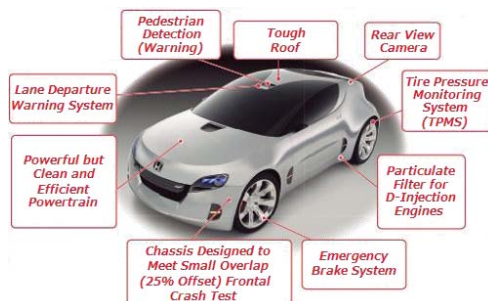 Pedestrian
Detection
(Warning)
Tough
Roof
Rear View
Camera
Lane Departure
Warning System
Tire Pressure
Monitoring
System
(TPMS)
Powerful but
Clean and
Efficient
Powertrain
Particulate
Filter for
D-Injection
Engines
Chassis Designed to
Meet Small Overlap
(25% Offset) Frontal
Crash Test
Emergency
Brake System